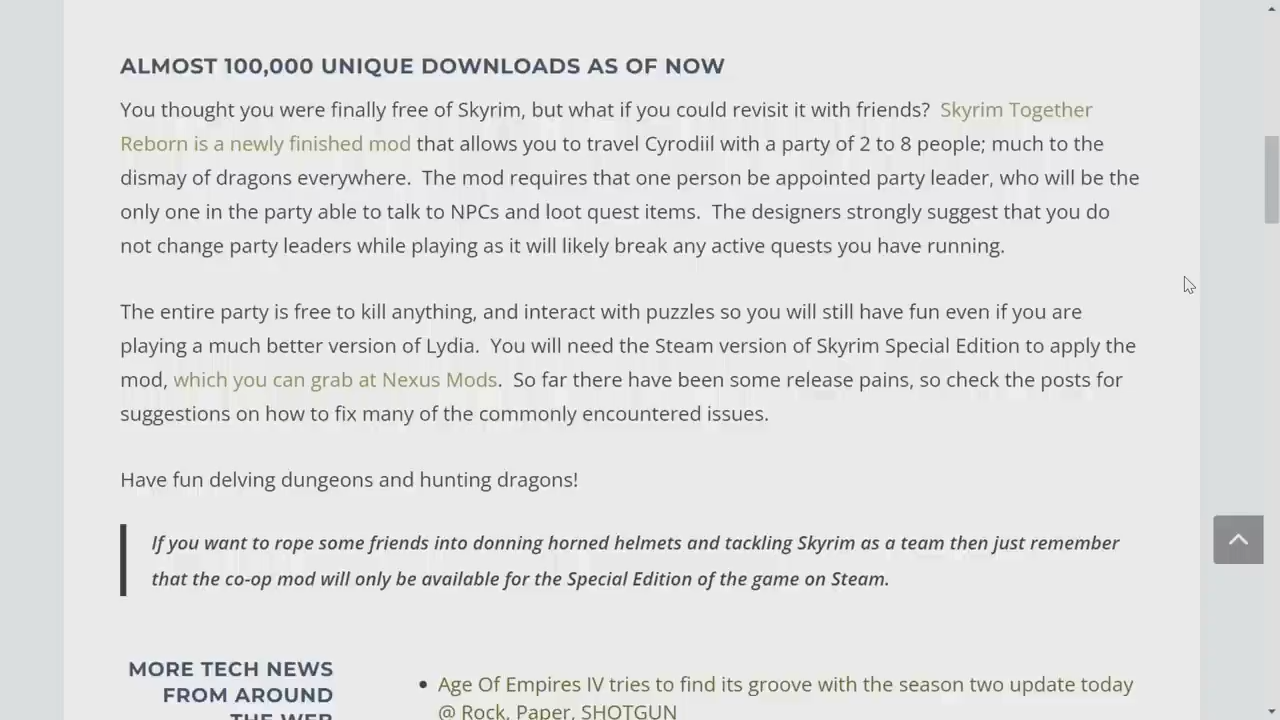 ALMOST 100,000 UNIQUE DOWNLOADS AS OF NOW
You thought you were finally free of Skyrim, but what if you could revisit it with friends?  Skyrim Together
Reborn is a newly finished mod that allows you to travel Cyrodiil with a party of 2 to 8 people; much to the
dismay of dragons everywhere.  The mod requires that one person be appointed party leader, who will be the
only one in the party able to talk to NPCs and loot quest items.  The designers strongly suggest that you do
not change party leaders while playing as it will likely break any active quests you have running.
The entire party is free to kill anything, and interact with puzzles so you will still have fun even if you are
playing a much better version of Lydia.  You will need the Steam version of Skyrim Special Edition to apply the
mod, which you can grab at Nexus Mods.  So far there have been some release pains, so check the posts for
suggestions on how to fix many of the commonly encountered issues.
Have fun delving dungeons and hunting dragons!
If you want to rope some friends into donning horned helmets and tackling Skyrim as a team then just remember
that the co-op mod will only be available for the Special Edition of the game on Steam.
MORE TECH NEWS
FROM AROUND
THE WEB
Age Of Empires IV tries to find its groove with the season two update today
@ Rock, Paper, SHOTGUN